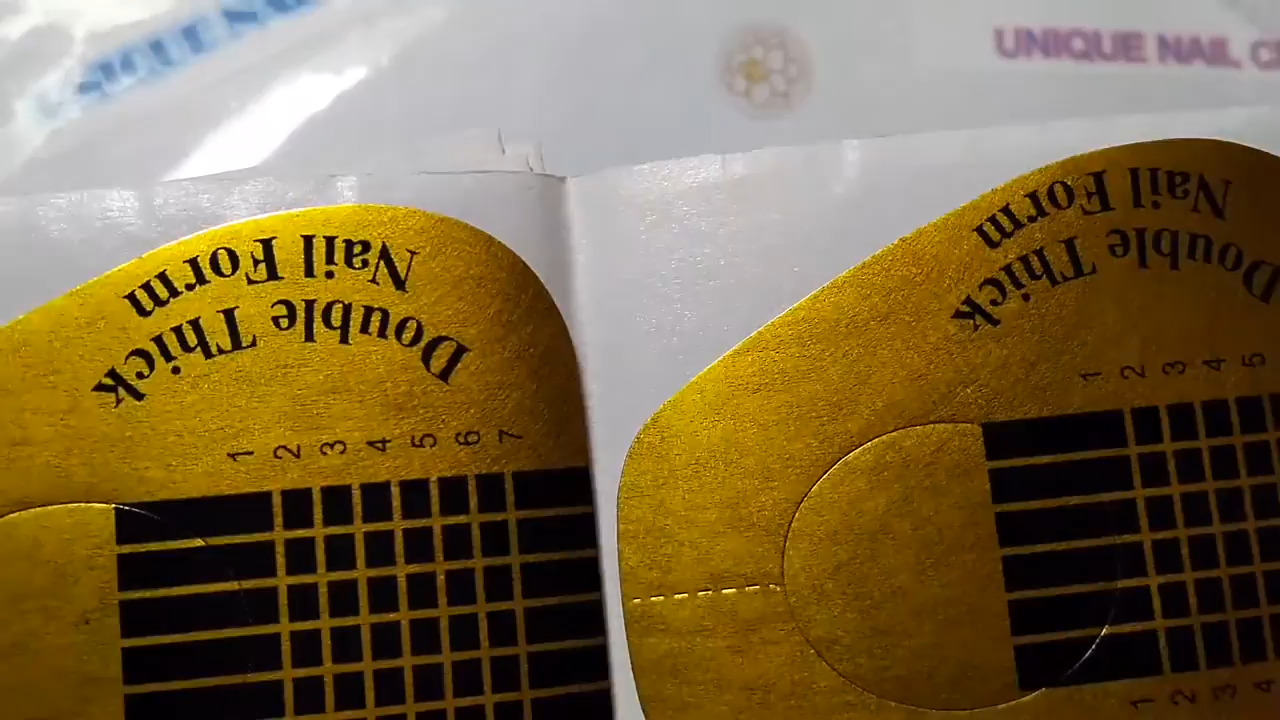 UNIQUE NAIL
Double Thick
Nail Form
1 2 3 4 5 6 7
Double Thick
Nail Form
1 2 3 4 5
1 2 3 4